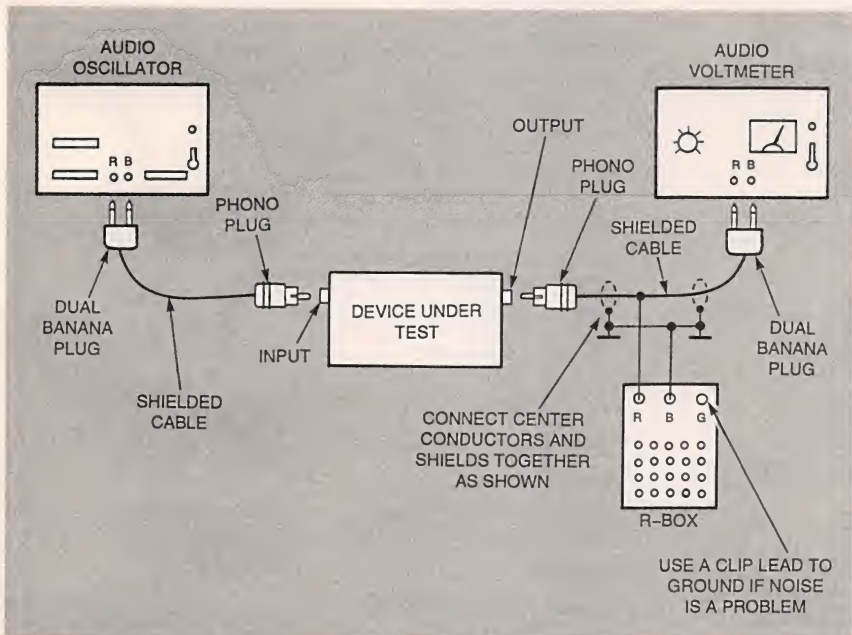 AUDIO
OSCILLATOR
R B
PHONO
PLUG
DUAL
BANANA
PLUG
SHIELDED
CABLE
INPUT
DEVICE UNDER
TEST
OUTPUT
PHONO
PLUG
SHIELDED
CABLE
AUDIO
VOLTMETER
R B
DUAL
BANANA
PLUG
CONNECT CENTER
CONDUCTORS AND
SHIELDS TOGETHER
AS SHOWN
R B G
R-BOX
USE A CLIP LEAD TO
GROUND IF NOISE
IS A PROBLEM